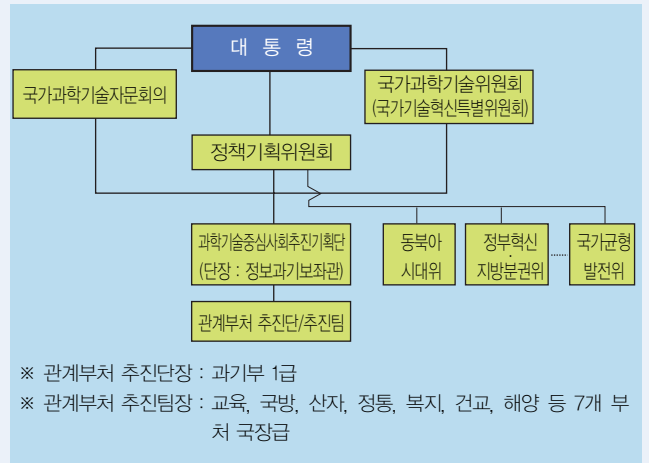 대 통 령
국가과학기술자문회의
국가과학기술위원회
(국가기술혁신특별위원회)
정책기획위원회
과학기술중심사회추진기획단
(단장 : 정보과기보좌관)
동북아
시대위
정부혁신
·
지방분권위
국가균형
발전위
관계부처 추진단/추진팀
※ 관계부처 추진단장 : 과기부 1급
※ 관계부처 추진팀장 : 교육, 국방, 산자, 정통, 복지, 건교, 해양 등 7개 부
처 국장급